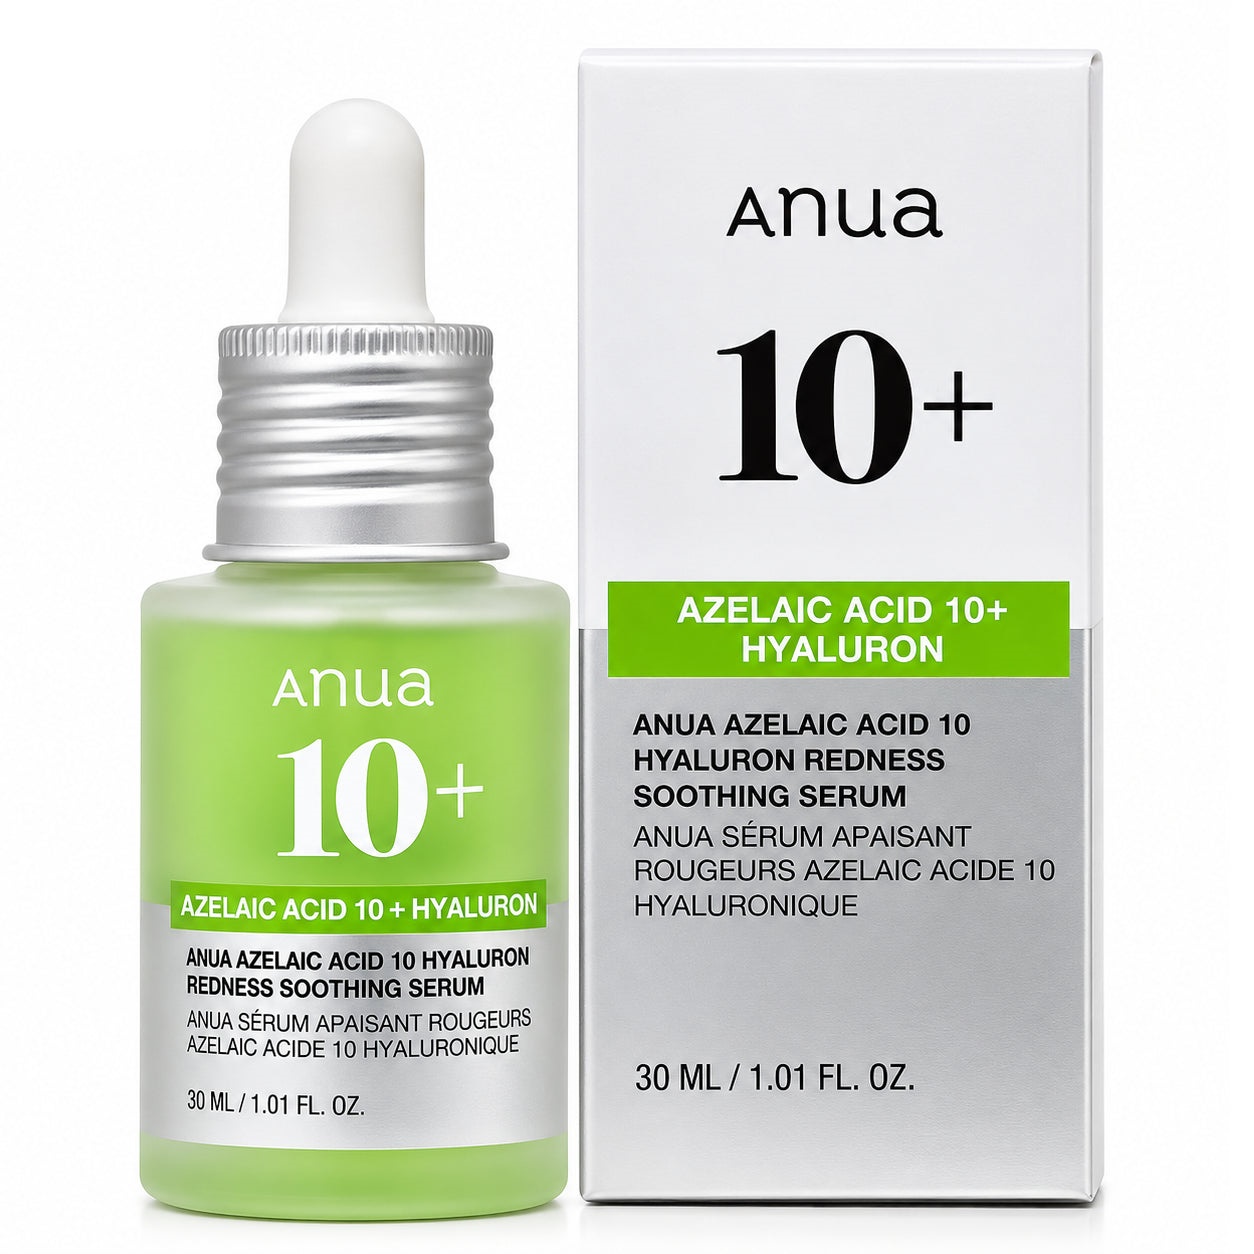 Anua
10+
AZELAIC ACID 10 + HYALURON
ANUA AZELAIC ACID 10 HYALURON
REDNESS SOOTHING SERUM
ANUA SÉRUM APAISANT ROUGEURS
AZELAIC ACIDE 10 HYALURONIQUE
30 ML / 1.01 FL. OZ.
Anua
10+
AZELAIC ACID 10+
HYALURON
ANUA AZELAIC ACID 10
HYALURON REDNESS
SOOTHING SERUM
ANUA SÉRUM APAISANT
ROUGEURS AZELAIC ACIDE 10
HYALURONIQUE
30 ML / 1.01 FL. OZ.